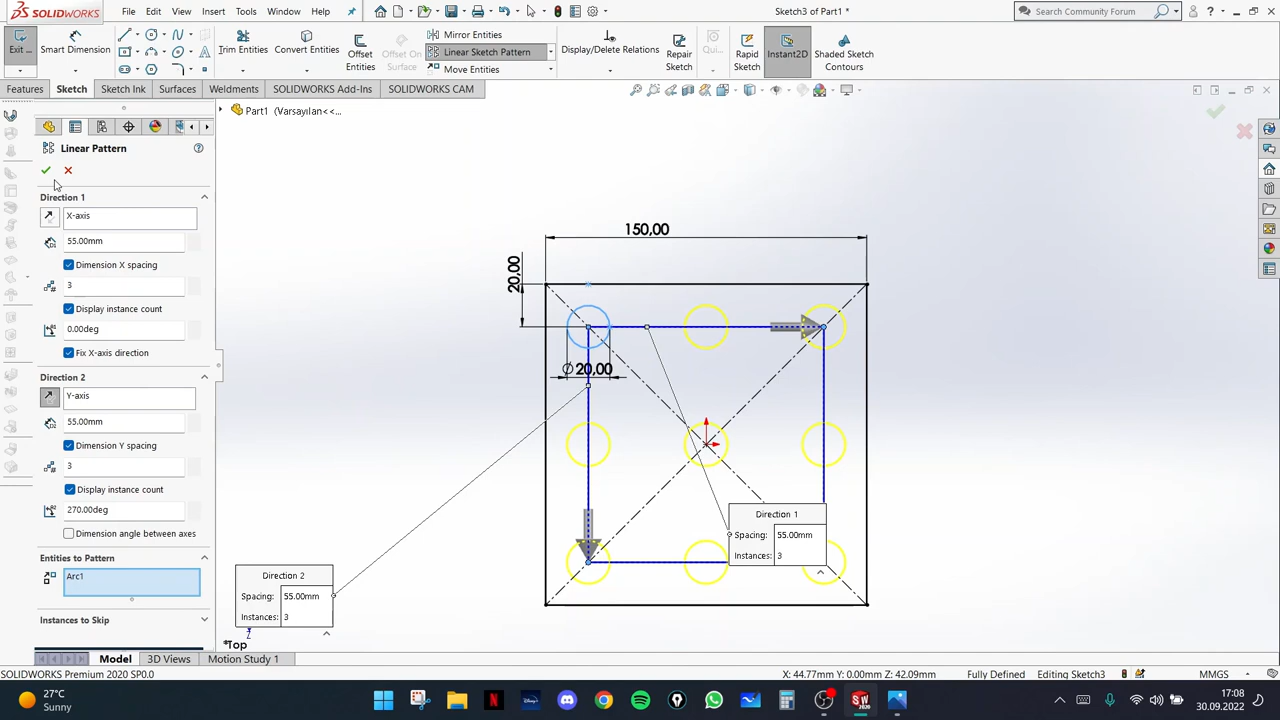 SOLIDWORKS
File Edit View Insert Tools Window Help
Sketch3 of Part1 *
Search Community Forum
Exit ...
Smart Dimension
Trim Entities
Convert Entities
Offset Entities
Offset On Surface
Mirror Entities
Linear Sketch Pattern
Move Entities
Display/Delete Relations
Repair Sketch
Qui...
Rapid Sketch
Instant2D
Shaded Sketch Contours
Features Sketch Sketch Ink Surfaces Weldments SOLIDWORKS Add-Ins SOLIDWORKS CAM
Part1 (Varsayılan<<...
Linear Pattern
Direction 1
X-axis
55.00mm
Dimension X spacing
3
Display instance count
0.00deg
Fix X-axis direction
Direction 2
Y-axis
55.00mm
Dimension Y spacing
3
Display instance count
270.00deg
Dimension angle between axes
Entities to Pattern
Arc1
Instances to Skip
150,00
20,00
Ø 20,00
Direction 1
Spacing: 55.00mm
Instances: 3
Direction 2
Spacing: 55.00mm
Instances: 3
*Top
Model 3D Views Motion Study 1
SOLIDWORKS Premium 2020 SP0.0
X: 44.77mm Y: 0.00mm Z: 42.09mm Fully Defined Editing Sketch3 MMGS
27°C
Sunny
17:08
30.09.2022